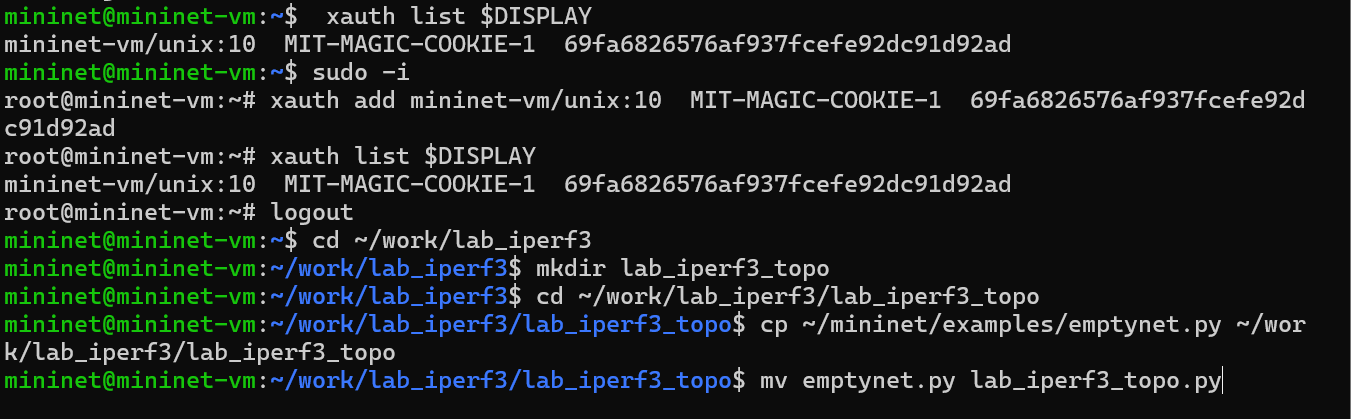 mininet@mininet-vm:~$  xauth list $DISPLAY
mininet-vm/unix:10  MIT-MAGIC-COOKIE-1  69fa6826576af937fcefe92dc91d92ad
mininet@mininet-vm:~$ sudo -i
root@mininet-vm:~# xauth add mininet-vm/unix:10  MIT-MAGIC-COOKIE-1  69fa6826576af937fcefe92d
c91d92ad
root@mininet-vm:~# xauth list $DISPLAY
mininet-vm/unix:10  MIT-MAGIC-COOKIE-1  69fa6826576af937fcefe92dc91d92ad
root@mininet-vm:~# logout
mininet@mininet-vm:~$ cd ~/work/lab_iperf3
mininet@mininet-vm:~/work/lab_iperf3$ mkdir lab_iperf3_topo
mininet@mininet-vm:~/work/lab_iperf3$ cd ~/work/lab_iperf3/lab_iperf3_topo
mininet@mininet-vm:~/work/lab_iperf3/lab_iperf3_topo$ cp ~/mininet/examples/emptynet.py ~/wor
k/lab_iperf3/lab_iperf3_topo
mininet@mininet-vm:~/work/lab_iperf3/lab_iperf3_topo$ mv emptynet.py lab_iperf3_topo.py